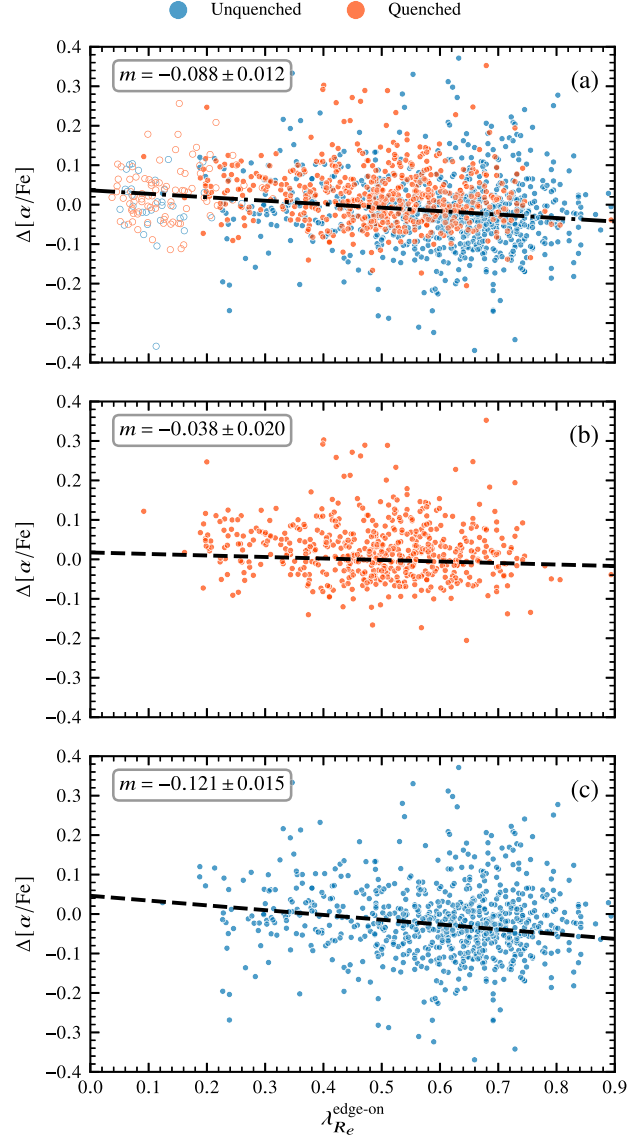 Unquenched Quenched
0.4
m = −0.088 ± 0.012
(a)
0.3
0.2
0.1
0.0
−0.1
−0.2
−0.3
−0.4
Δ[α/Fe]
0.4
m = −0.038 ± 0.020
(b)
0.3
0.2
0.1
0.0
−0.1
−0.2
−0.3
−0.4
Δ[α/Fe]
0.4
m = −0.121 ± 0.015
(c)
0.3
0.2
0.1
0.0
−0.1
−0.2
−0.3
−0.4
Δ[α/Fe]
0.0 0.1 0.2 0.3 0.4 0.5 0.6 0.7 0.8 0.9
λ_{R_e}^{edge-on}